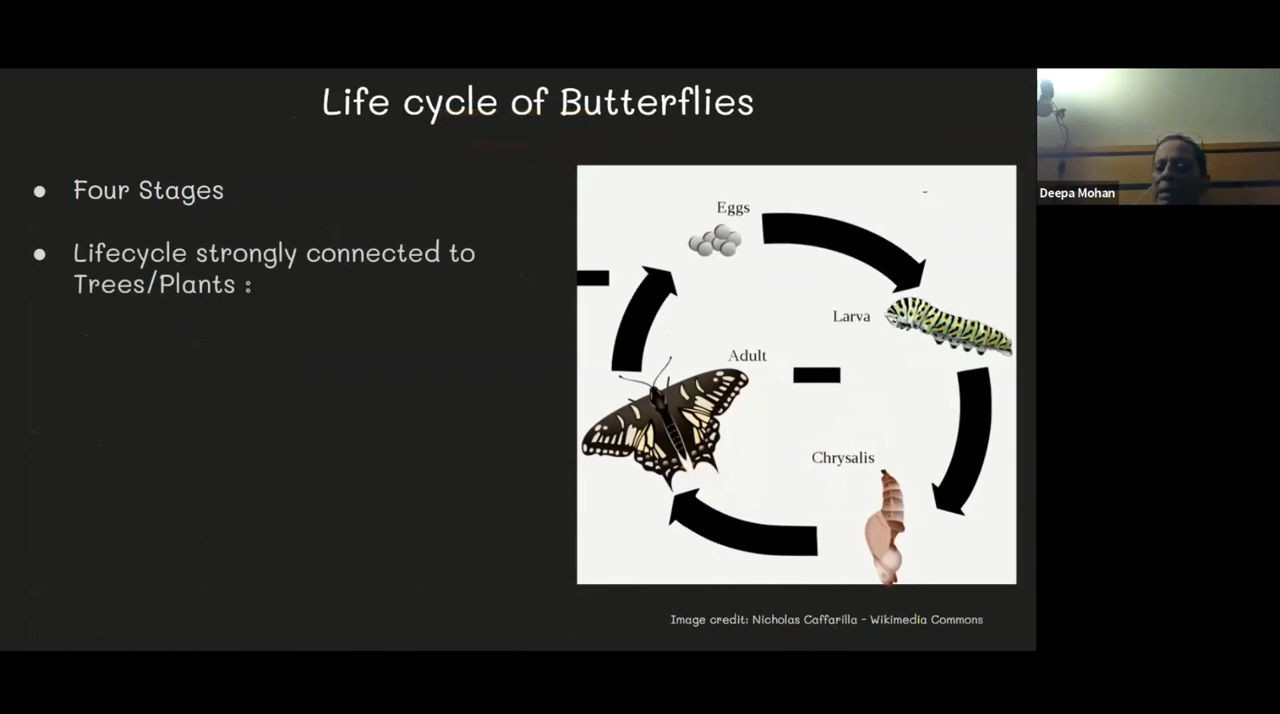 Life cycle of Butterflies
● Four Stages
● Lifecycle strongly connected to
Trees/Plants :
Eggs
Larva
Adult
Chrysalis
Image credit: Nicholas Caffarilla - Wikimedia Commons
Deepa Mohan